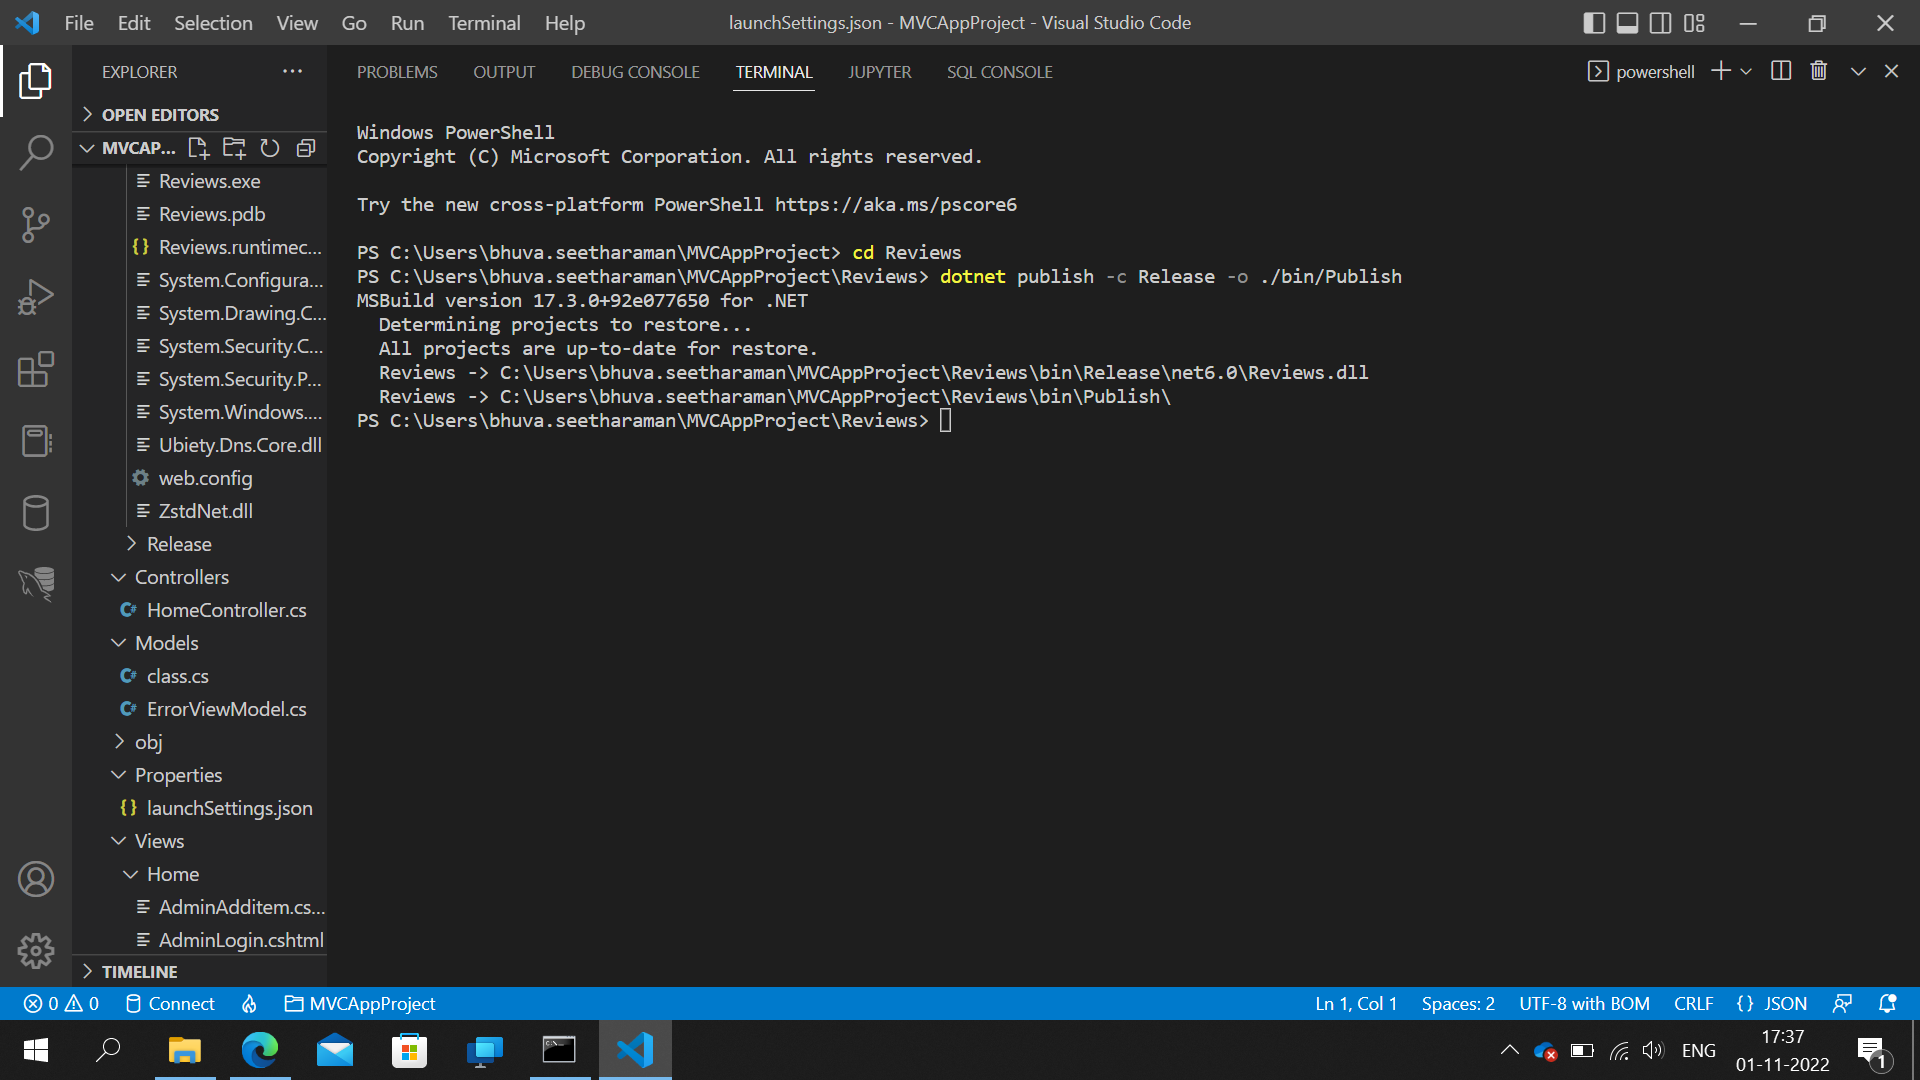 File Edit Selection View Go Run Terminal Help
launchSettings.json - MVCAppProject - Visual Studio Code
EXPLORER
OPEN EDITORS
MVCAP...
Reviews.exe
Reviews.pdb
{} Reviews.runtimec...
System.Configura...
System.Drawing.C...
System.Security.C...
System.Security.P...
System.Windows....
Ubiety.Dns.Core.dll
web.config
ZstdNet.dll
Release
Controllers
C# HomeController.cs
Models
C# class.cs
C# ErrorViewModel.cs
obj
Properties
{} launchSettings.json
Views
Home
AdminAdditem.cs...
AdminLogin.cshtml
TIMELINE
PROBLEMS OUTPUT DEBUG CONSOLE TERMINAL JUPYTER SQL CONSOLE
powershell
Windows PowerShell
Copyright (C) Microsoft Corporation. All rights reserved.
Try the new cross-platform PowerShell https://aka.ms/pscore6
PS C:\Users\bhuva.seetharaman\MVCAppProject> cd Reviews
PS C:\Users\bhuva.seetharaman\MVCAppProject\Reviews> dotnet publish -c Release -o ./bin/Publish
MSBuild version 17.3.0+92e077650 for .NET
Determining projects to restore...
All projects are up-to-date for restore.
Reviews -> C:\Users\bhuva.seetharaman\MVCAppProject\Reviews\bin\Release\net6.0\Reviews.dll
Reviews -> C:\Users\bhuva.seetharaman\MVCAppProject\Reviews\bin\Publish\
PS C:\Users\bhuva.seetharaman\MVCAppProject\Reviews>
0 0 Connect MVCAppProject
Ln 1, Col 1 Spaces: 2 UTF-8 with BOM CRLF {} JSON
ENG
17:37
01-11-2022
1